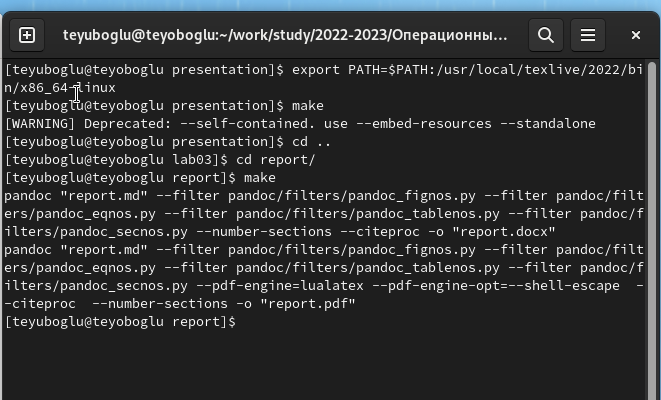 teyuboglu@teyoboglu:~/work/study/2022-2023/Операционны...
[teyuboglu@teyoboglu presentation]$ export PATH=$PATH:/usr/local/texlive/2022/bi
n/x86_64-linux
[teyuboglu@teyoboglu presentation]$ make
[WARNING] Deprecated: --self-contained. use --embed-resources --standalone
[teyuboglu@teyoboglu presentation]$ cd ..
[teyuboglu@teyoboglu lab03]$ cd report/
[teyuboglu@teyoboglu report]$ make
pandoc "report.md" --filter pandoc/filters/pandoc_fignos.py --filter pandoc/filt
ers/pandoc_eqnos.py --filter pandoc/filters/pandoc_tablenos.py --filter pandoc/f
ilters/pandoc_secnos.py --number-sections --citeproc -o "report.docx"
pandoc "report.md" --filter pandoc/filters/pandoc_fignos.py --filter pandoc/filt
ers/pandoc_eqnos.py --filter pandoc/filters/pandoc_tablenos.py --filter pandoc/f
ilters/pandoc_secnos.py --pdf-engine=lualatex --pdf-engine-opt=--shell-escape  -
-citeproc  --number-sections -o "report.pdf"
[teyuboglu@teyoboglu report]$